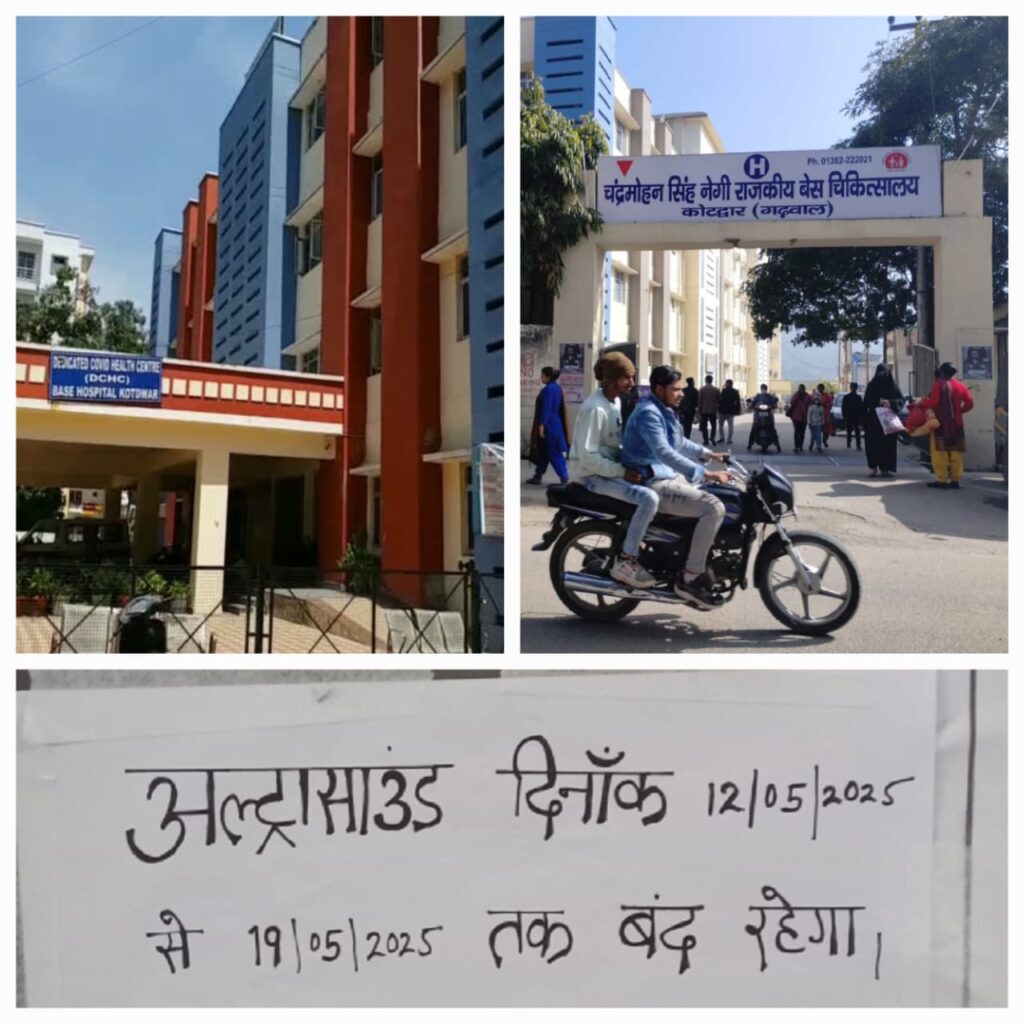 DEDICATED COVID HEALTH CENTRE
(DCHC)
BASE HOSPITAL KOTDWAR
H
Ph. 01382-222021
चंद्रमोहन सिंह नेगी राजकीय बेस चिकित्सालय
कोटद्वार (गढ़वाल)
अल्ट्रासाउंड दिनाँक 12/05/2025
से 19/05/2025 तक बंद रहेगा।